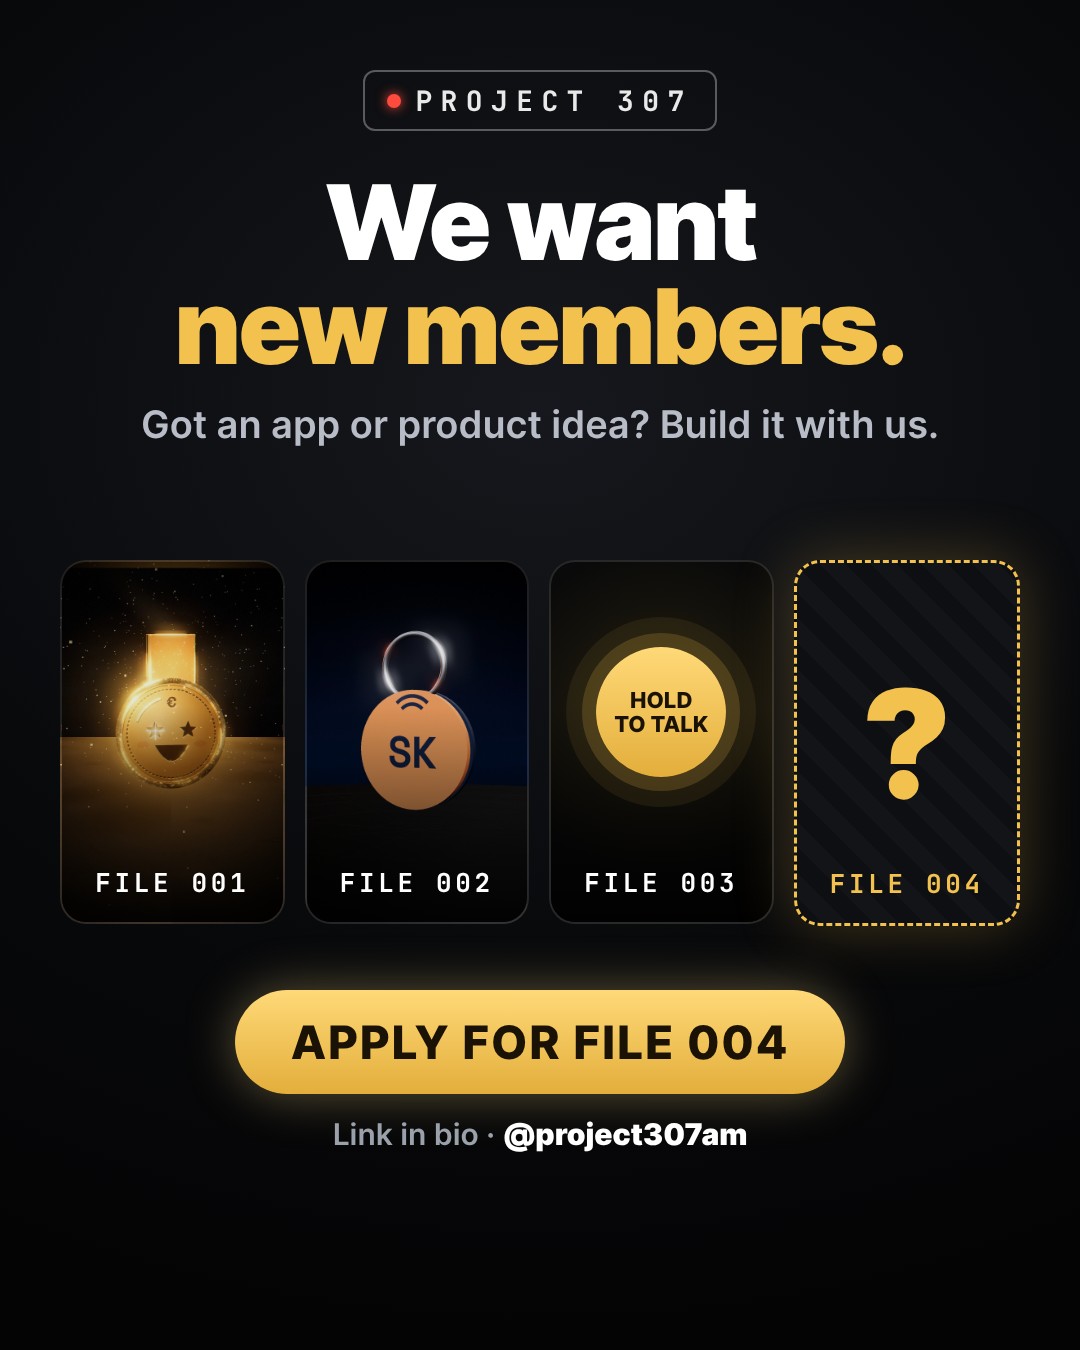 PROJECT 307
We want
new members.
Got an app or product idea? Build it with us.
€
SK
HOLD
TO TALK
?
FILE 001
FILE 002
FILE 003
FILE 004
APPLY FOR FILE 004
Link in bio · @project307am